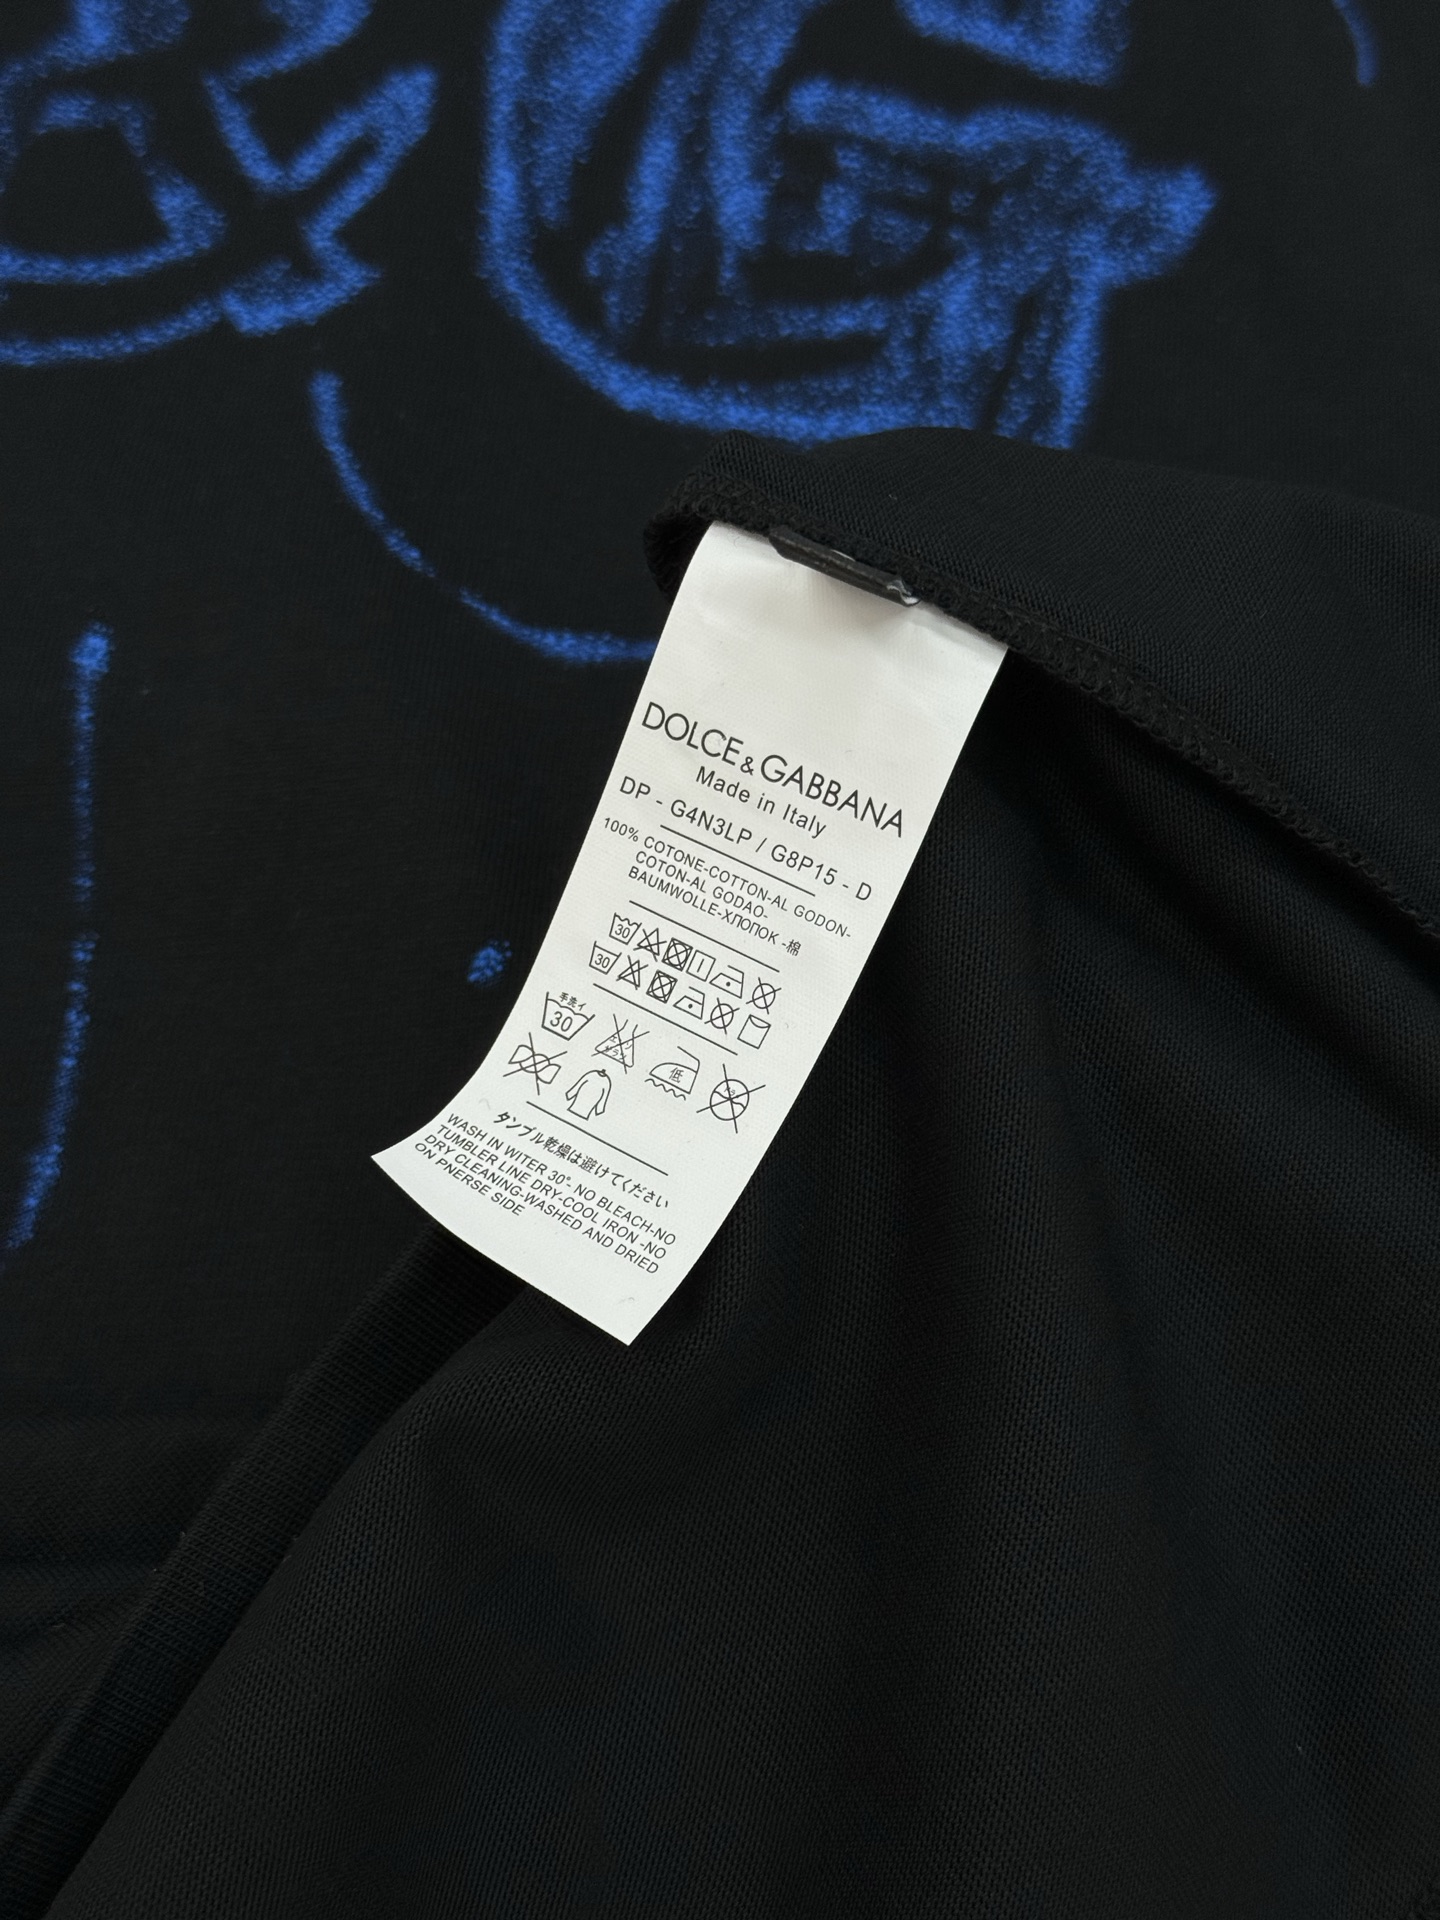 DOLCE & GABBANA
Made in Italy
DP - G4N3LP / G8P15 - D
100% COTONE-COTTON-AL GODON-
COTON-AL GODAO-
BAUMWOLLE-ХЛОПОК -棉
30
30
手洗イ
30
低
タンブル乾燥は避けてください
WASH IN WITER 30°- NO BLEACH-NO
TUMBLER LINE DRY-COOL IRON -NO
DRY CLEANING-WASHED AND DRIED
ON PNERSE SIDE